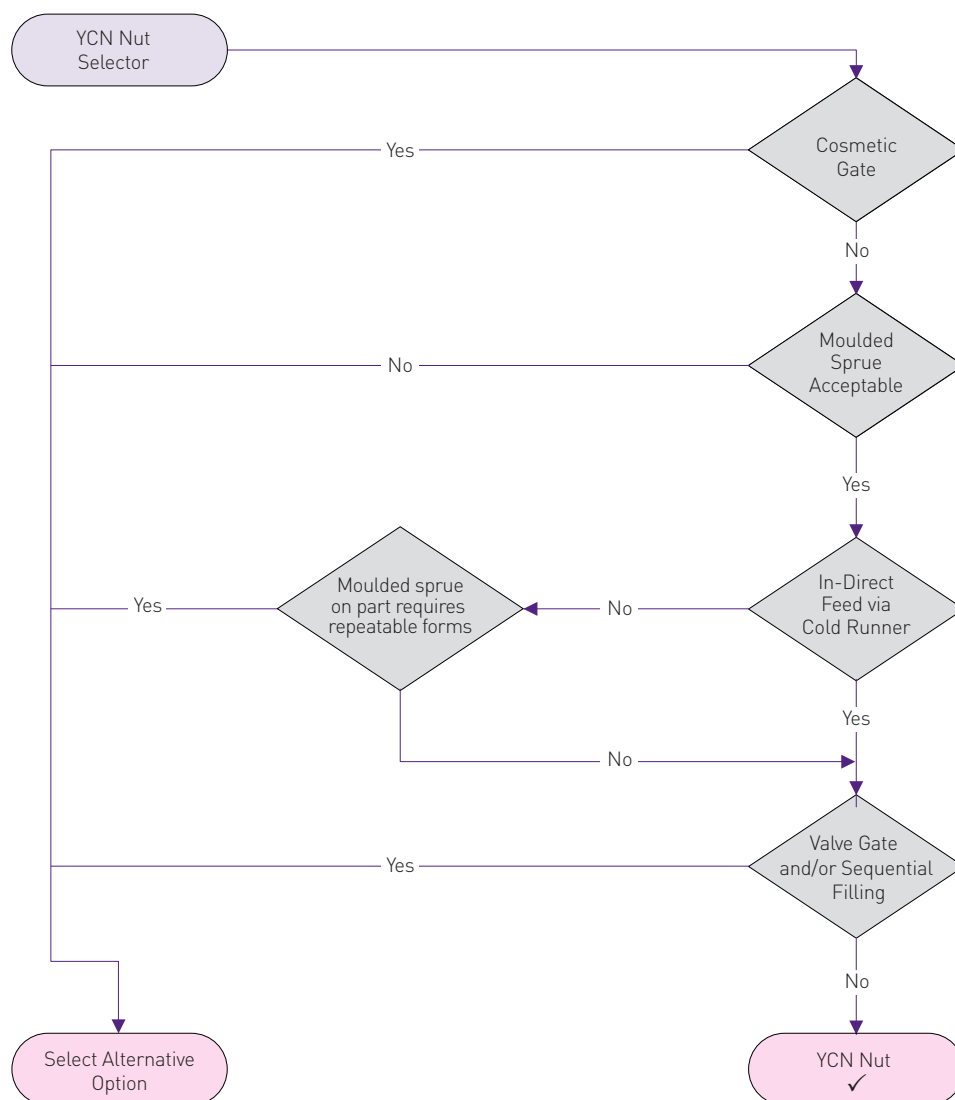 YCN Nut
Selector
Yes
Cosmetic
Gate
No
No
Moulded
Sprue
Acceptable
Yes
Yes
Moulded sprue
on part requires
repeatable forms
No
In-Direct
Feed via
Cold Runner
Yes
No
Yes
Valve Gate
and/or Sequential
Filling
No
Select Alternative
Option
YCN Nut
✓